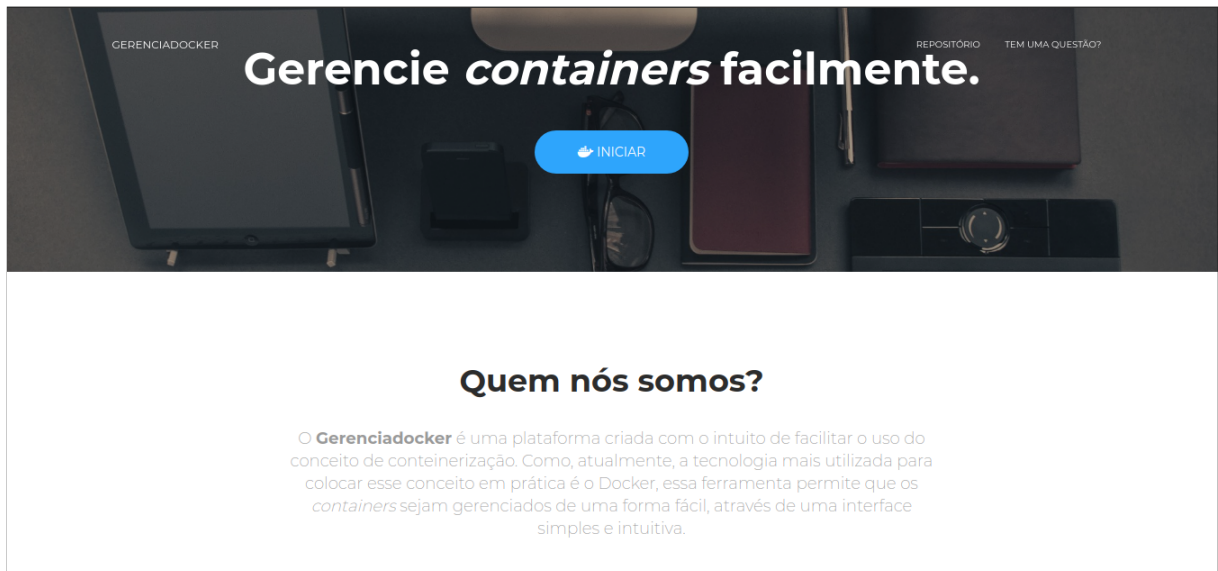 GERENCIADOCKER
REPOSITÓRIO TEM UMA QUESTÃO?
Gerencie containers facilmente.
INICIAR
Quem nós somos?
O Gerenciadocker é uma plataforma criada com o intuito de facilitar o uso do
conceito de conteinerização. Como, atualmente, a tecnologia mais utilizada para
colocar esse conceito em prática é o Docker, essa ferramenta permite que os
containers sejam gerenciados de uma forma fácil, através de uma interface
simples e intuitiva.